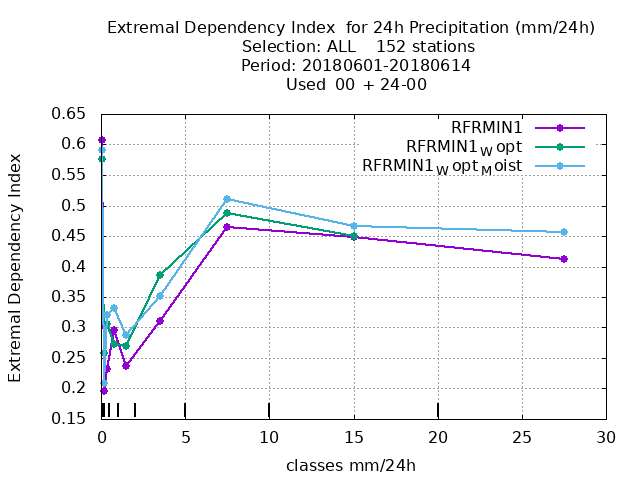 Extremal Dependency Index  for 24h Precipitation (mm/24h)
Selection: ALL    152 stations
Period: 20180601-20180614
Used  00 + 24-00
RFRMIN1
RFRMIN1Wopt
RFRMIN1WoptMoist
Extremal Dependency Index
0.65
0.6
0.55
0.5
0.45
0.4
0.35
0.3
0.25
0.2
0.15
0 5 10 15 20 25 30
classes mm/24h